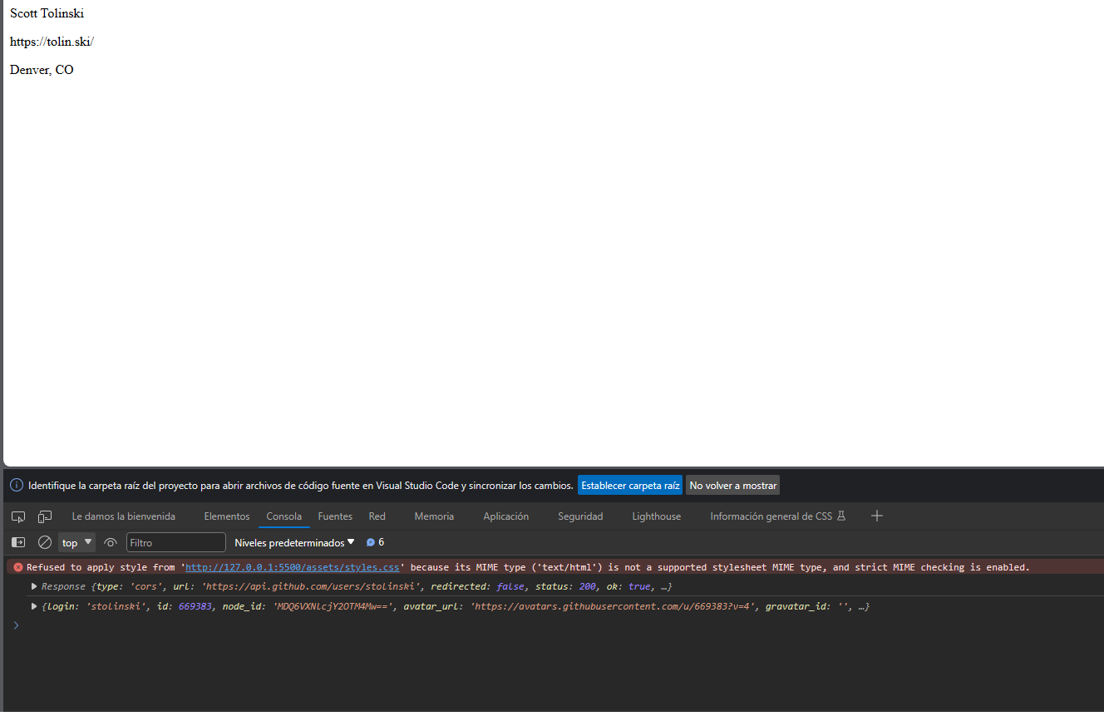 Scott Tolinski
https://tolin.ski/
Denver, CO
Identifique la carpeta raíz del proyecto para abrir archivos de código fuente en Visual Studio Code y sincronizar los cambios. Establecer carpeta raíz No volver a mostrar
Le damos la bienvenida Elementos Consola Fuentes Red Memoria Aplicación Seguridad Lighthouse Información general de CSS
top Filtro Niveles predeterminados 6
Refused to apply style from 'http://127.0.0.1:5500/assets/styles.css' because its MIME type ('text/html') is not a supported stylesheet MIME type, and strict MIME checking is enabled.
Response {type: 'cors', url: 'https://api.github.com/users/stolinski', redirected: false, status: 200, ok: true, …}
{login: 'stolinski', id: 669383, node_id: 'MDQ6VXNlcjY2OTM4Mw==', avatar_url: 'https://avatars.githubusercontent.com/u/669383?v=4', gravatar_id: '', …}